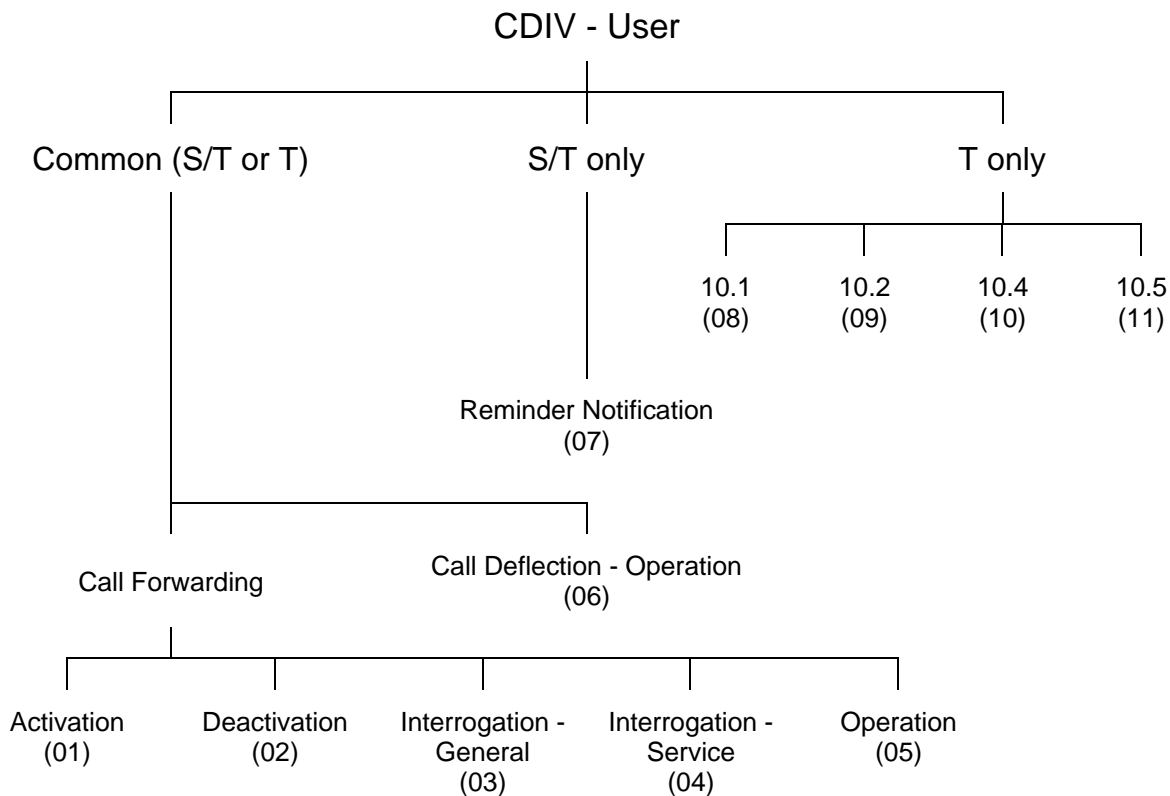 CDIV - User
Common (S/T or T)
S/T only
T only
10.1
(08)
10.2
(09)
10.4
(10)
10.5
(11)
Reminder Notification
(07)
Call Forwarding
Call Deflection - Operation
(06)
Activation
(01)
Deactivation
(02)
Interrogation -
General
(03)
Interrogation -
Service
(04)
Operation
(05)